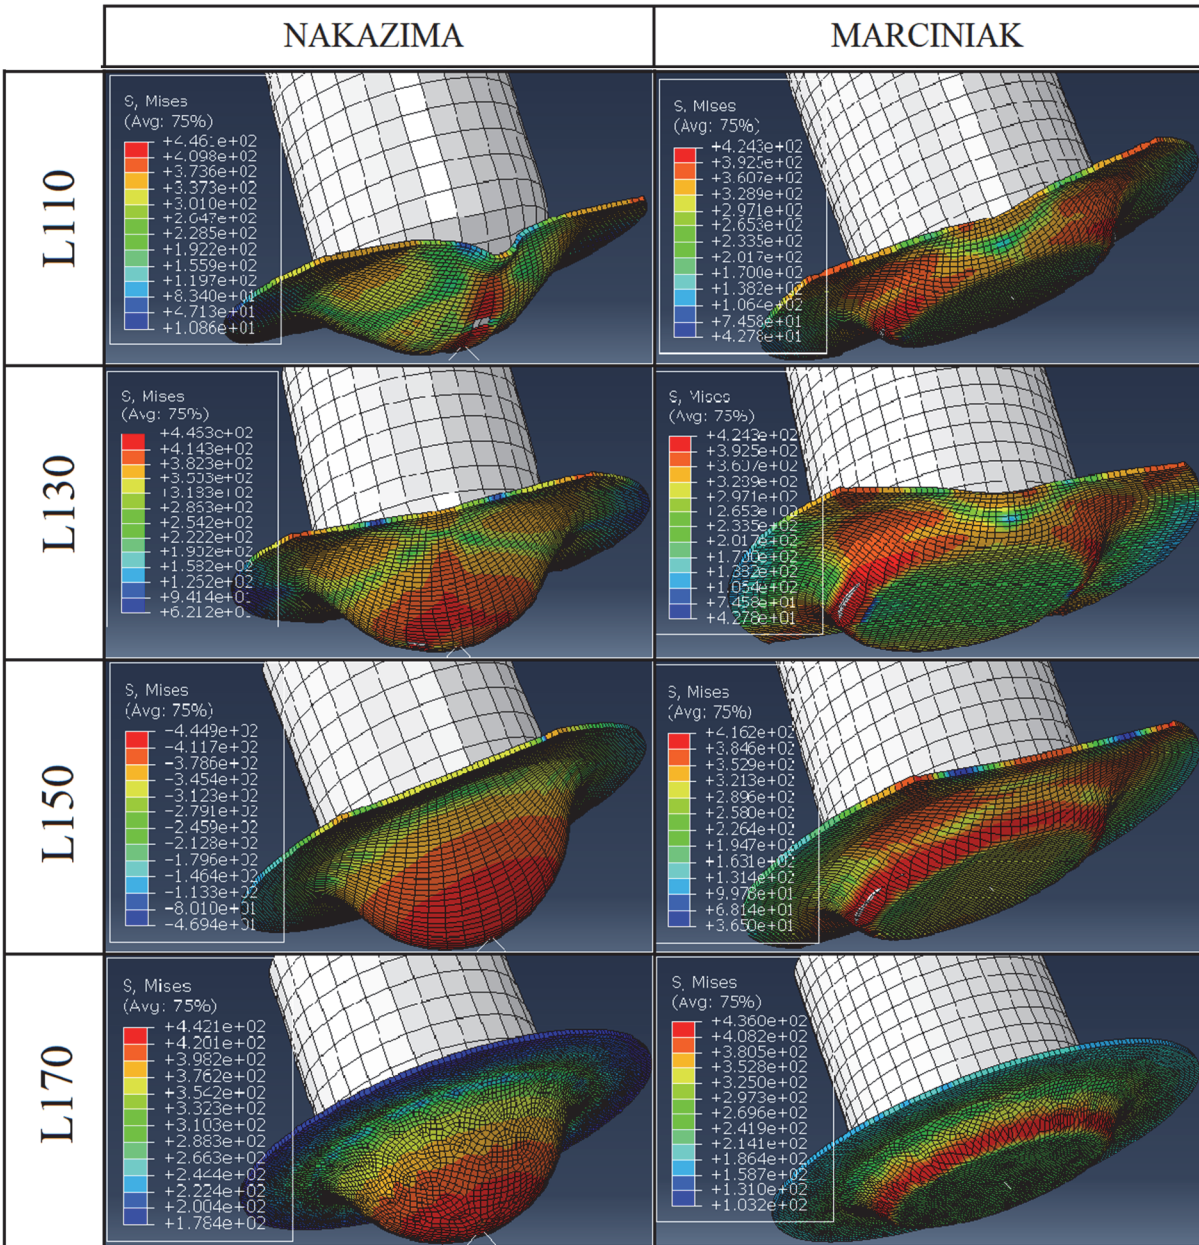 NAKAZIMA
MARCINIAK
L110
S, Mises
(Avg: 75%)
+4.461e+02
+4.098e+02
+3.736e+02
+3.373e+02
+3.010e+02
+2.647e+02
+2.285e+02
+1.922e+02
+1.559e+02
+1.197e+02
+8.340e+01
+4.713e+01
+1.086e+01
S, Mises
(Avg: 75%)
+4.243e+02
+3.925e+02
+3.607e+02
+3.289e+02
+2.971e+02
+2.653e+02
+2.335e+02
+2.017e+02
+1.700e+02
+1.382e+02
+1.064e+02
+7.458e+01
+4.278e+01
L130
S, Mises
(Avg: 75%)
+4.463e+02
+4.143e+02
+3.823e+02
+3.503e+02
+3.183e+02
+2.863e+02
+2.542e+02
+2.222e+02
+1.902e+02
+1.582e+02
+1.252e+02
+9.414e+01
+6.212e+01
S, Mises
(Avg: 75%)
+4.243e+02
+3.925e+02
+3.607e+02
+3.289e+02
+2.971e+02
+2.653e+02
+2.335e+02
+2.017e+02
+1.700e+02
+1.382e+02
+1.064e+02
+7.458e+01
+4.278e+01
L150
S, Mises
(Avg: 75%)
-4.449e+02
-4.117e+02
-3.786e+02
-3.454e+02
-3.123e+02
-2.791e+02
-2.459e+02
-2.128e+02
-1.796e+02
-1.464e+02
-1.133e+02
-8.010e+01
-4.694e+01
S, Mises
(Avg: 75%)
+4.162e+02
+3.846e+02
+3.529e+02
+3.213e+02
+2.896e+02
+2.580e+02
+2.264e+02
+1.947e+02
+1.631e+02
+1.314e+02
+9.978e+01
+6.814e+01
+3.650e+01
L170
S, Mises
(Avg: 75%)
+4.421e+02
+4.201e+02
+3.982e+02
+3.762e+02
+3.542e+02
+3.323e+02
+3.103e+02
+2.883e+02
+2.663e+02
+2.444e+02
+2.224e+02
+2.004e+02
+1.784e+02
S, Mises
(Avg: 75%)
+4.360e+02
+4.082e+02
+3.805e+02
+3.528e+02
+3.250e+02
+2.973e+02
+2.696e+02
+2.419e+02
+2.141e+02
+1.864e+02
+1.587e+02
+1.310e+02
+1.032e+02